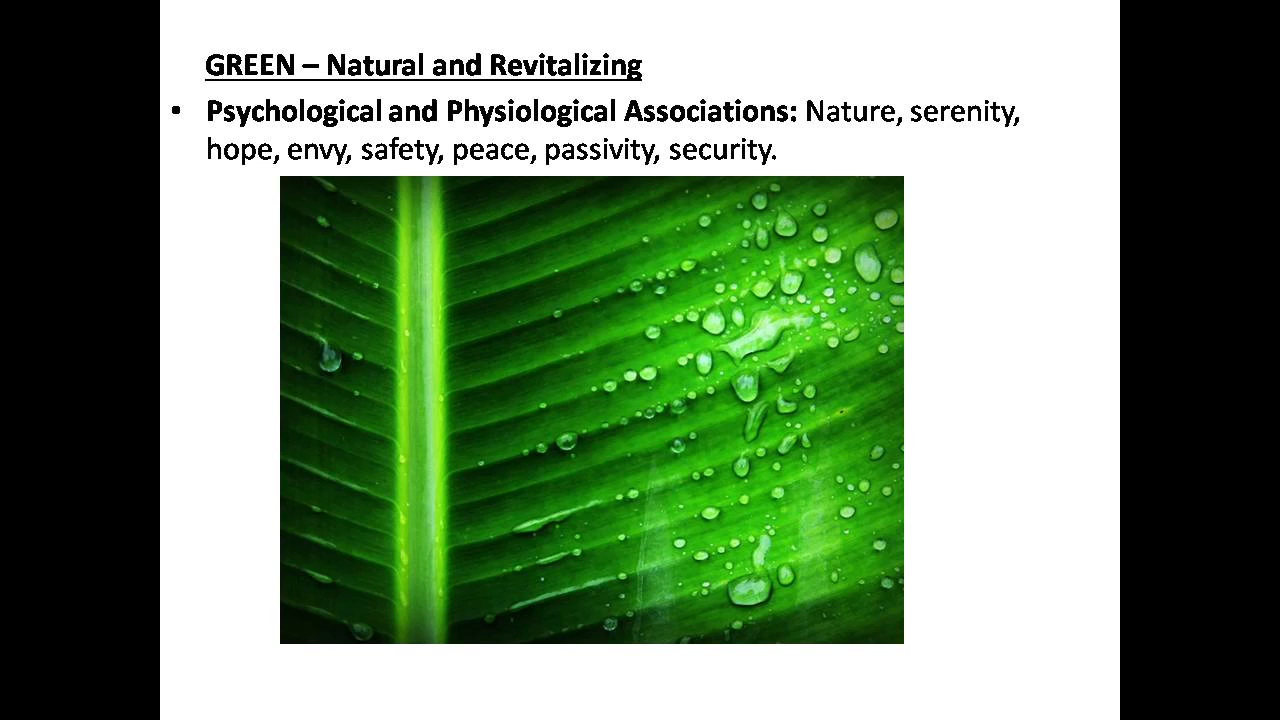 GREEN – Natural and Revitalizing
• Psychological and Physiological Associations: Nature, serenity,
hope, envy, safety, peace, passivity, security.